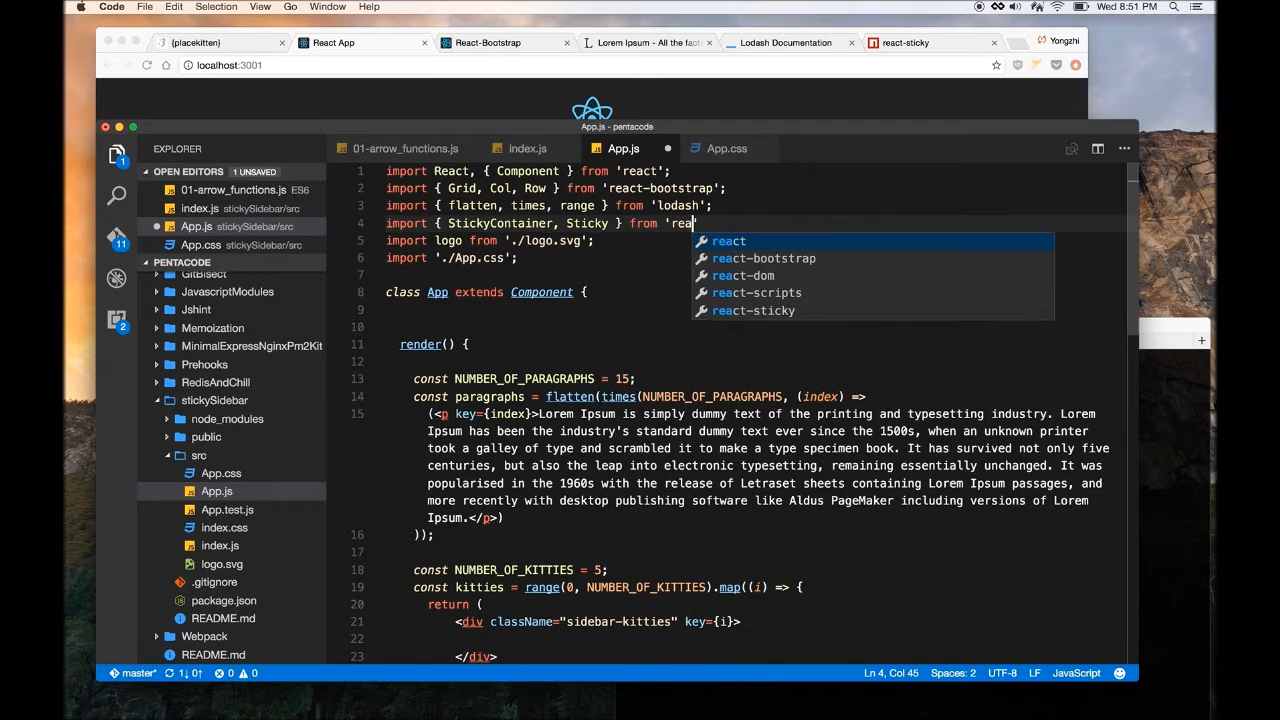 Code File Edit Selection View Go Window Help
Wed 8:51 PM
{placekitten}
React App
React-Bootstrap
Lorem Ipsum - All the facts
Lodash Documentation
react-sticky
Yongzhi
localhost:3001
App.js - pentacode
EXPLORER
OPEN EDITORS 1 UNSAVED
01-arrow_functions.js ES6
index.js stickySidebar/src
App.js stickySidebar/src
App.css stickySidebar/src
PENTACODE
GitBisect
JavascriptModules
Jshint
Memoization
MinimalExpressNginxPm2Kit
Prehooks
RedisAndChill
stickySidebar
node_modules
public
src
App.css
App.js
App.test.js
index.css
index.js
logo.svg
.gitignore
package.json
README.md
Webpack
README.md
1
11
2
01-arrow_functions.js
index.js
App.js
App.css
1 import React, { Component } from 'react';
2 import { Grid, Col, Row } from 'react-bootstrap';
3 import { flatten, times, range } from 'lodash';
4 import { StickyContainer, Sticky } from 'rea'
5 import logo from './logo.svg';
6 import './App.css';
7
8 class App extends Component {
9
10
11 render() {
12
13 const NUMBER_OF_PARAGRAPHS = 15;
14 const paragraphs = flatten(times(NUMBER_OF_PARAGRAPHS, (index) =>
15 (<p key={index}>Lorem Ipsum is simply dummy text of the printing and typesetting industry. Lorem
Ipsum has been the industry's standard dummy text ever since the 1500s, when an unknown printer
took a galley of type and scrambled it to make a type specimen book. It has survived not only five
centuries, but also the leap into electronic typesetting, remaining essentially unchanged. It was
popularised in the 1960s with the release of Letraset sheets containing Lorem Ipsum passages, and
more recently with desktop publishing software like Aldus PageMaker including versions of Lorem
Ipsum.</p>)
16 ));
17
18 const NUMBER_OF_KITTIES = 5;
19 const kitties = range(0, NUMBER_OF_KITTIES).map((i) => {
20 return (
21 <div className="sidebar-kitties" key={i}>
22
23 </div>
react
react-bootstrap
react-dom
react-scripts
react-sticky
master* 1↓ 0↑ 0 0
Ln 4, Col 45 Spaces: 2 UTF-8 LF JavaScript